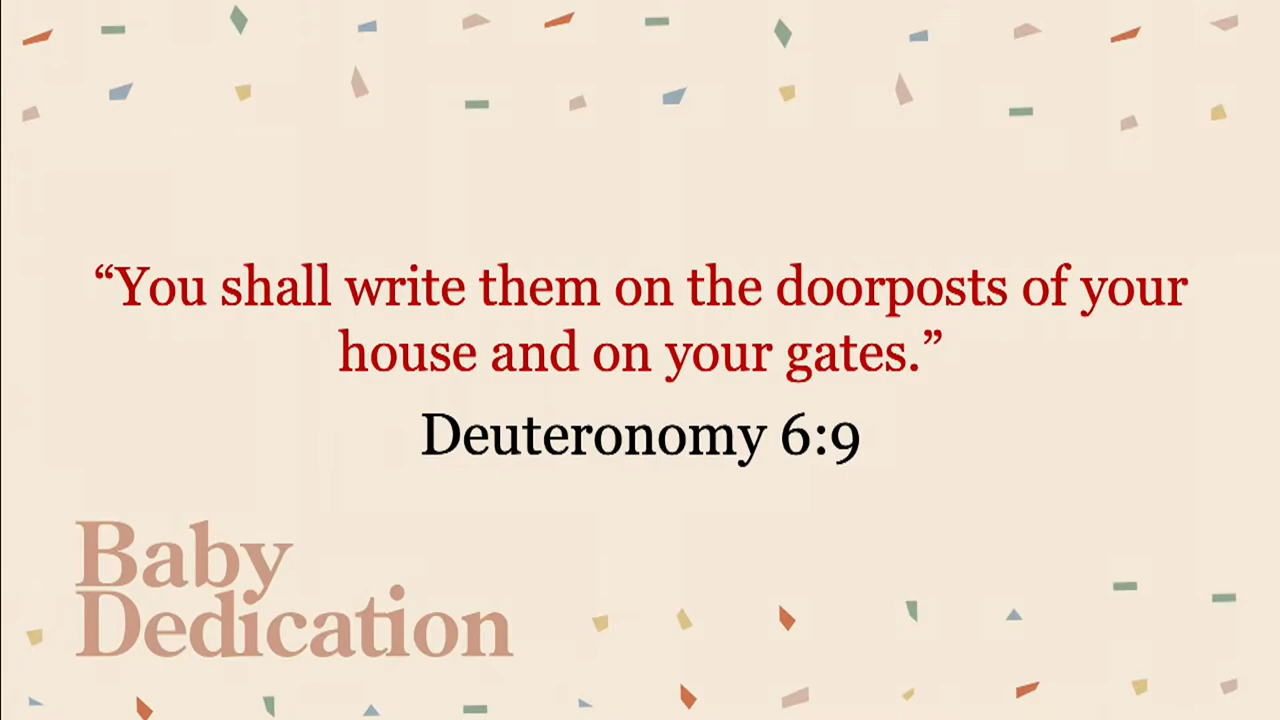 “You shall write them on the doorposts of your
house and on your gates.”
Deuteronomy 6:9
Baby
Dedication